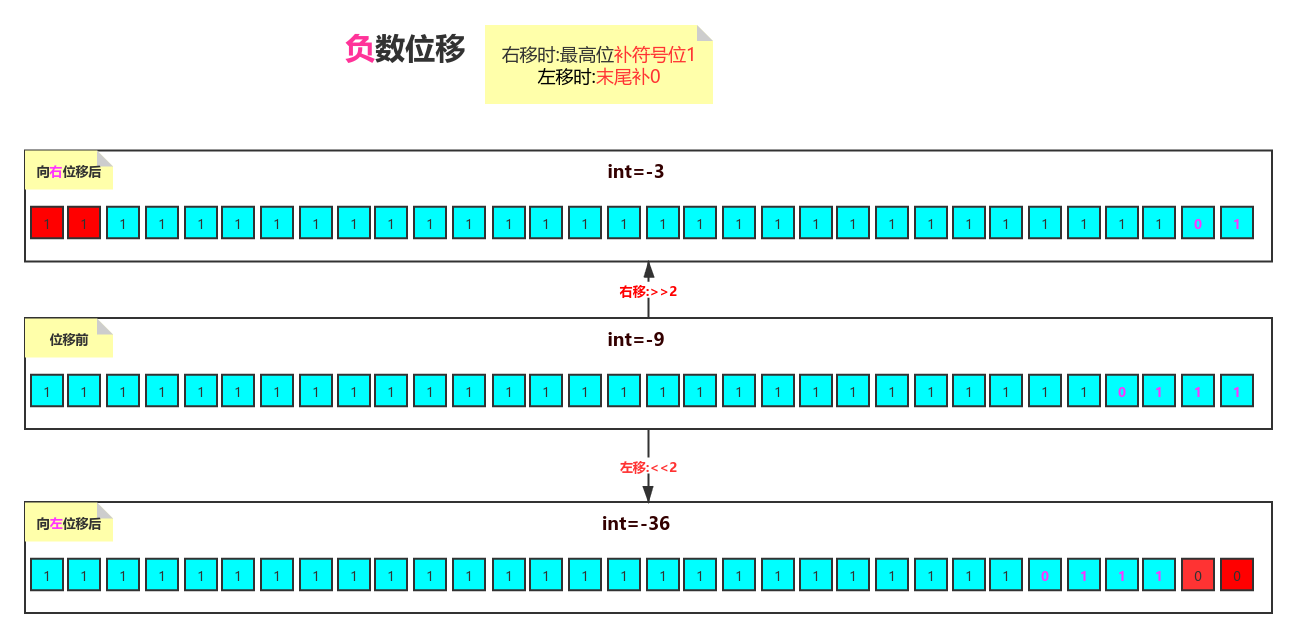 负数位移
右移时:最高位补符号位1
左移时:末尾补0
向右位移后
int=-3
1 1 1 1 1 1 1 1 1 1 1 1 1 1 1 1 1 1 1 1 1 1 1 1 1 1 1 1 1 1 0 1
右移:>>2
位移前
int=-9
1 1 1 1 1 1 1 1 1 1 1 1 1 1 1 1 1 1 1 1 1 1 1 1 1 1 1 1 0 1 1 1
左移:<<2
向左位移后
int=-36
1 1 1 1 1 1 1 1 1 1 1 1 1 1 1 1 1 1 1 1 1 1 1 1 1 1 0 1 1 1 0 0